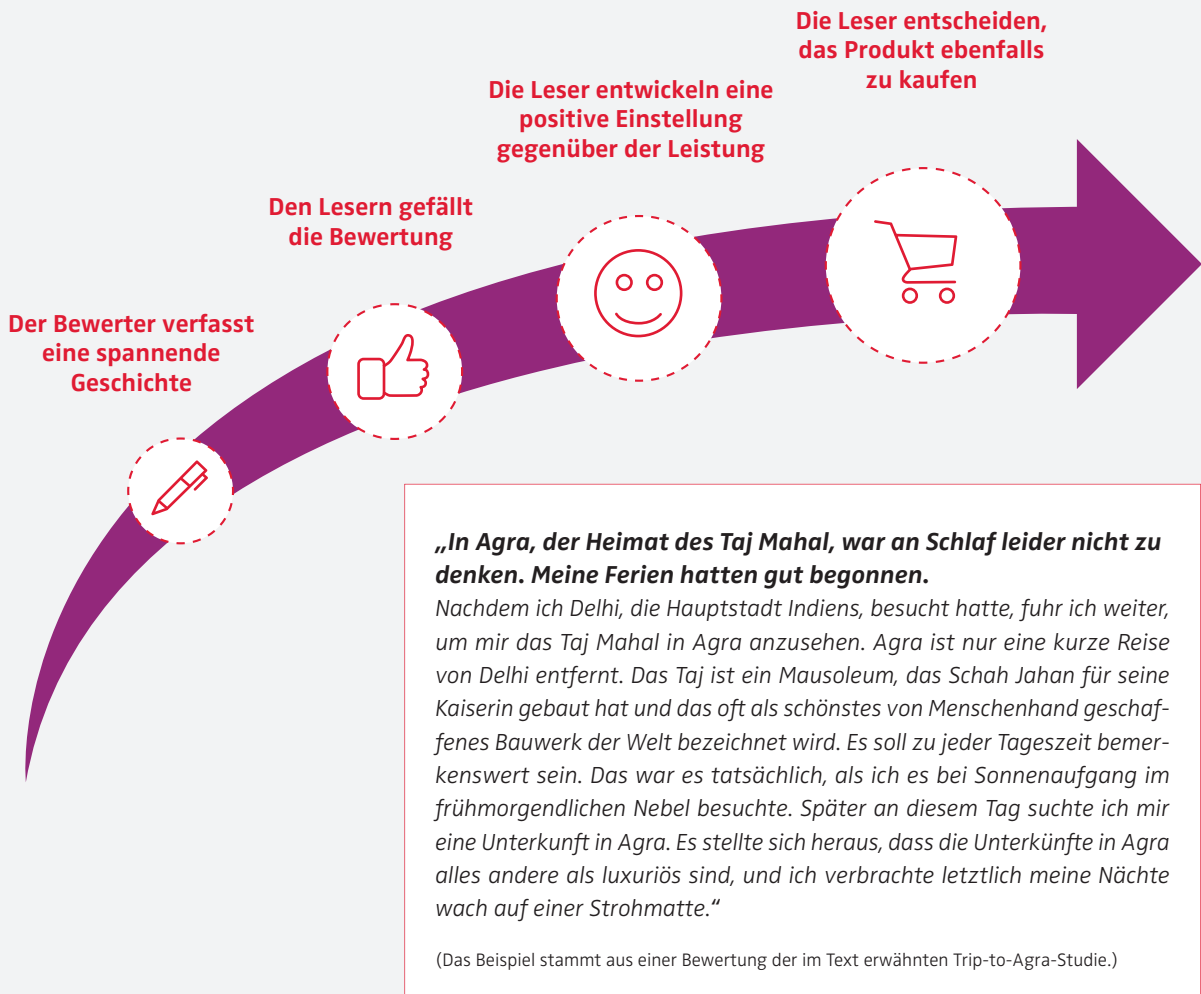 Die Leser entscheiden,
das Produkt ebenfalls
zu kaufen
Die Leser entwickeln eine
positive Einstellung
gegenüber der Leistung
Den Lesern gefällt
die Bewertung
Der Bewerter verfasst
eine spannende
Geschichte
„In Agra, der Heimat des Taj Mahal, war an Schlaf leider nicht zu
denken. Meine Ferien hatten gut begonnen.
Nachdem ich Delhi, die Hauptstadt Indiens, besucht hatte, fuhr ich weiter,
um mir das Taj Mahal in Agra anzusehen. Agra ist nur eine kurze Reise
von Delhi entfernt. Das Taj ist ein Mausoleum, das Schah Jahan für seine
Kaiserin gebaut hat und das oft als schönstes von Menschenhand geschaf-
fenes Bauwerk der Welt bezeichnet wird. Es soll zu jeder Tageszeit bemer-
kenswert sein. Das war es tatsächlich, als ich es bei Sonnenaufgang im
frühmorgendlichen Nebel besuchte. Später an diesem Tag suchte ich mir
eine Unterkunft in Agra. Es stellte sich heraus, dass die Unterkünfte in Agra
alles andere als luxuriös sind, und ich verbrachte letztlich meine Nächte
wach auf einer Strohmatte.“
(Das Beispiel stammt aus einer Bewertung der im Text erwähnten Trip-to-Agra-Studie.)